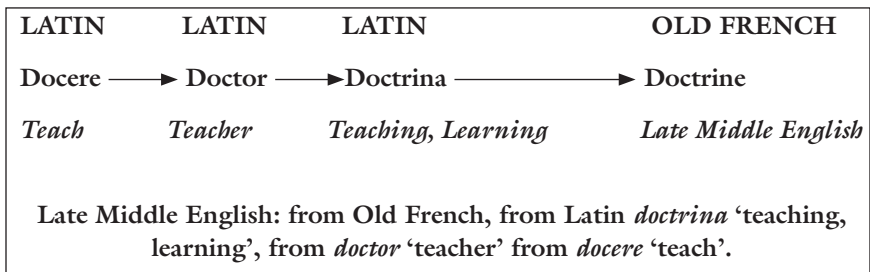 LATIN LATIN LATIN OLD FRENCH
Docere Doctor Doctrina Doctrine
Teach Teacher Teaching, Learning Late Middle English
Late Middle English: from Old French, from Latin doctrina ‘teaching,
learning’, from doctor ‘teacher’ from docere ‘teach’.